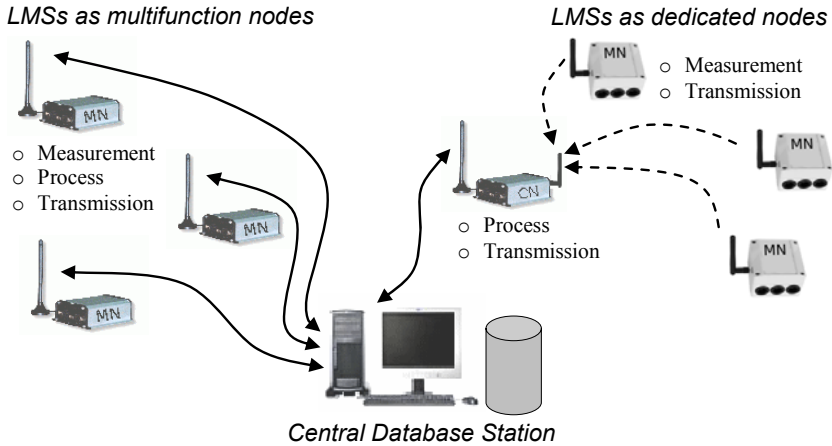 LMSs as multifunction nodes
LMSs as dedicated nodes
MN
○ Measurement
○ Process
○ Transmission
MN
MN
MN
○ Measurement
○ Transmission
MN
MN
CN
○ Process
○ Transmission
Central Database Station